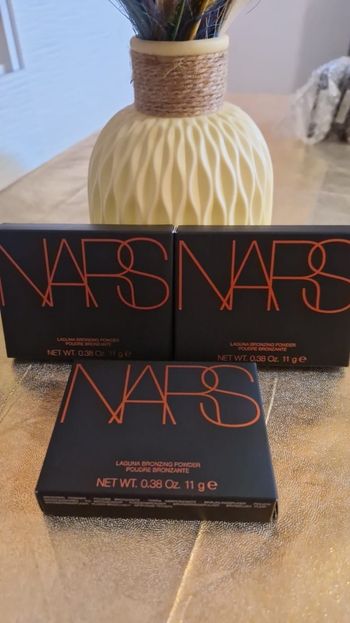 NARS
LAGUNA BRONZING POWDER
POUDRE BRONZANTE
NET WT. 0.38 Oz. 11 g e
NARS
LAGUNA BRONZING POWDER
POUDRE BRONZANTE
NET WT. 0.38 Oz. 11 g e
NARS
LAGUNA BRONZING POWDER
POUDRE BRONZANTE
NET WT. 0.38 Oz. 11 g e